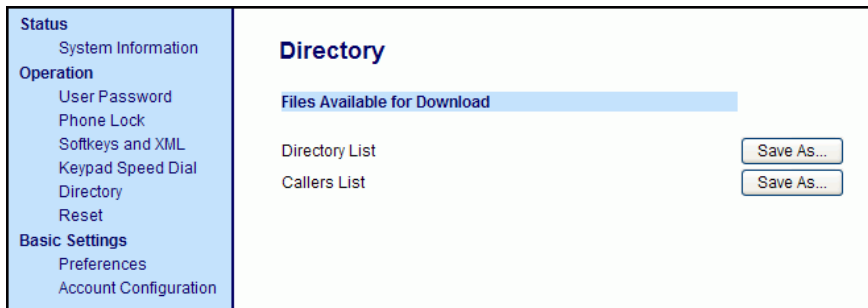 Status
System Information
Operation
User Password
Phone Lock
Softkeys and XML
Keypad Speed Dial
Directory
Reset
Basic Settings
Preferences
Account Configuration
Directory
Files Available for Download
Directory List Save As...
Callers List Save As...